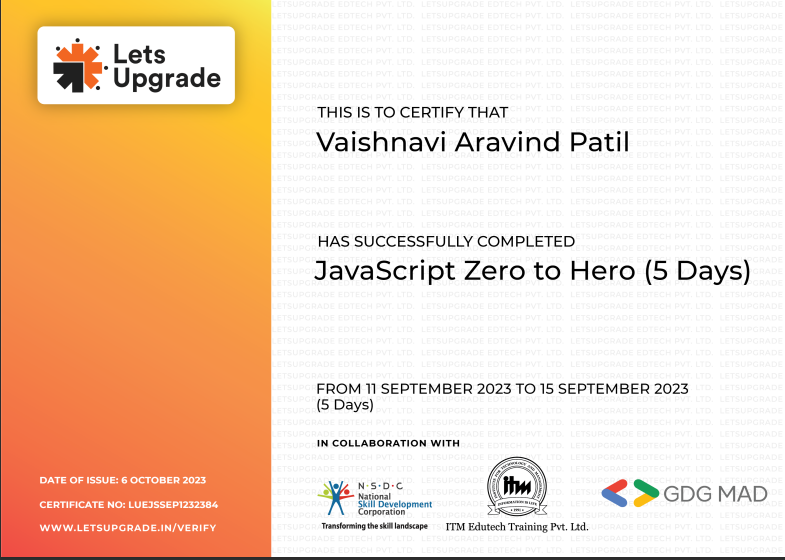 Lets
Upgrade
THIS IS TO CERTIFY THAT
Vaishnavi Aravind Patil
HAS SUCCESSFULLY COMPLETED
JavaScript Zero to Hero (5 Days)
FROM 11 SEPTEMBER 2023 TO 15 SEPTEMBER 2023
(5 Days)
IN COLLABORATION WITH
DATE OF ISSUE: 6 OCTOBER 2023
CERTIFICATE NO: LUEJSSEP1232384
WWW.LETSUPGRADE.IN/VERIFY
N·S·D·C
National
Skill Development
Corporation
Transforming the skill landscape
itm
ITM Edutech Training Pvt. Ltd.
GDG MAD
LETSUPGRADE EDTECH PVT. LTD.